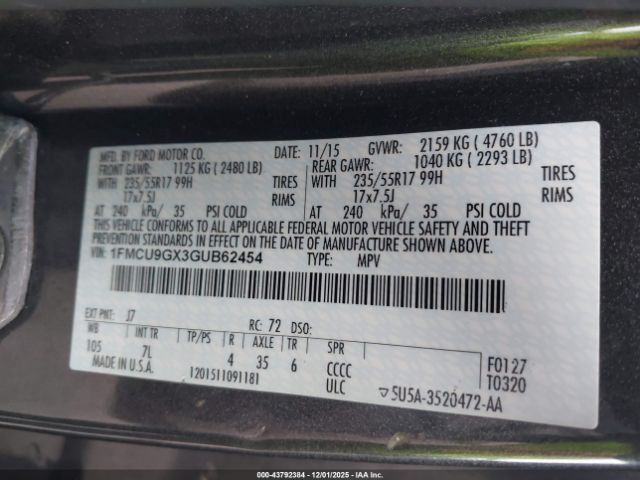 MFD. BY FORD MOTOR CO. DATE: 11/15 GVWR: 2159 KG ( 4760 LB)
FRONT GAWR: 1125 KG ( 2480 LB) REAR GAWR: 1040 KG ( 2293 LB)
WITH 235/55R17 99H TIRES WITH 235/55R17 99H TIRES
17x7.5J RIMS 17x7.5J RIMS
AT 240 kPa/ 35 PSI COLD AT 240 kPa/ 35 PSI COLD
THIS VEHICLE CONFORMS TO ALL APPLICABLE FEDERAL MOTOR VEHICLE SAFETY AND THEFT
PREVENTION STANDARDS IN EFFECT ON THE DATE OF MANUFACTURE SHOWN ABOVE.
VIN: 1FMCU9GX3GUB62454 TYPE: MPV
EXT PNT: J7 RC: 72 DSO:
WB INT TR TP/PS R AXLE TR SPR
105 7L 4 35 6 CCCC F0127
MADE IN U.S.A. 1201511091181 ULC T0320
5U5A-3520472-AA
000-43792384 - 12/01/2025 - IAA, Inc.